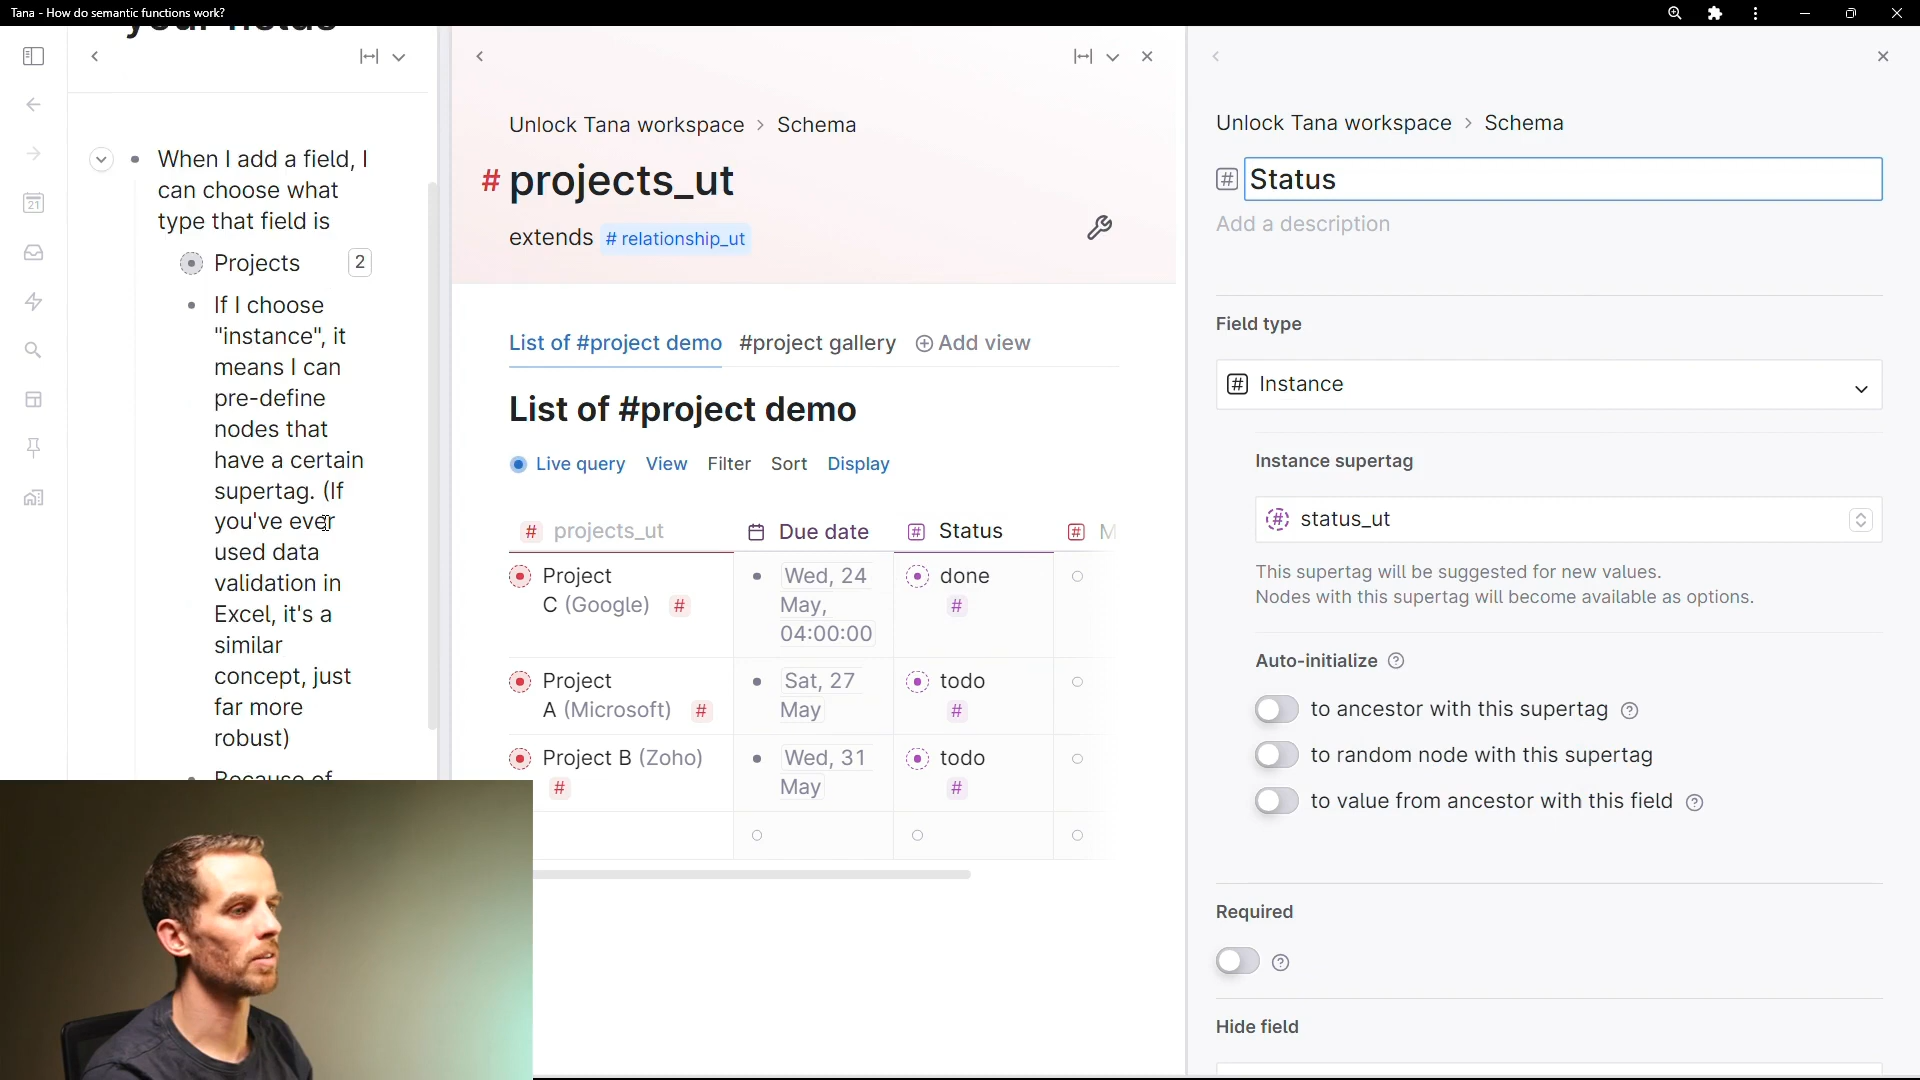 Tana - How do semantic functions work?
your fields
21
When I add a field, I
can choose what
type that field is
Projects 2
If I choose
"instance", it
means I can
pre-define
nodes that
have a certain
supertag. (If
you've ever
used data
validation in
Excel, it's a
similar
concept, just
far more
robust)
Because of
Unlock Tana workspace > Schema
# projects_ut
extends # relationship_ut
List of #project demo #project gallery Add view
List of #project demo
Live query View Filter Sort Display
# projects_ut Due date # Status # M
Project
C (Google) #
Wed, 24
May,
04:00:00
done
#
Project
A (Microsoft) #
Sat, 27
May
todo
#
Project B (Zoho)
#
Wed, 31
May
todo
#
Unlock Tana workspace > Schema
# Status
Add a description
Field type
# Instance
Instance supertag
# status_ut
This supertag will be suggested for new values.
Nodes with this supertag will become available as options.
Auto-initialize ?
to ancestor with this supertag ?
to random node with this supertag
to value from ancestor with this field ?
Required
?
Hide field